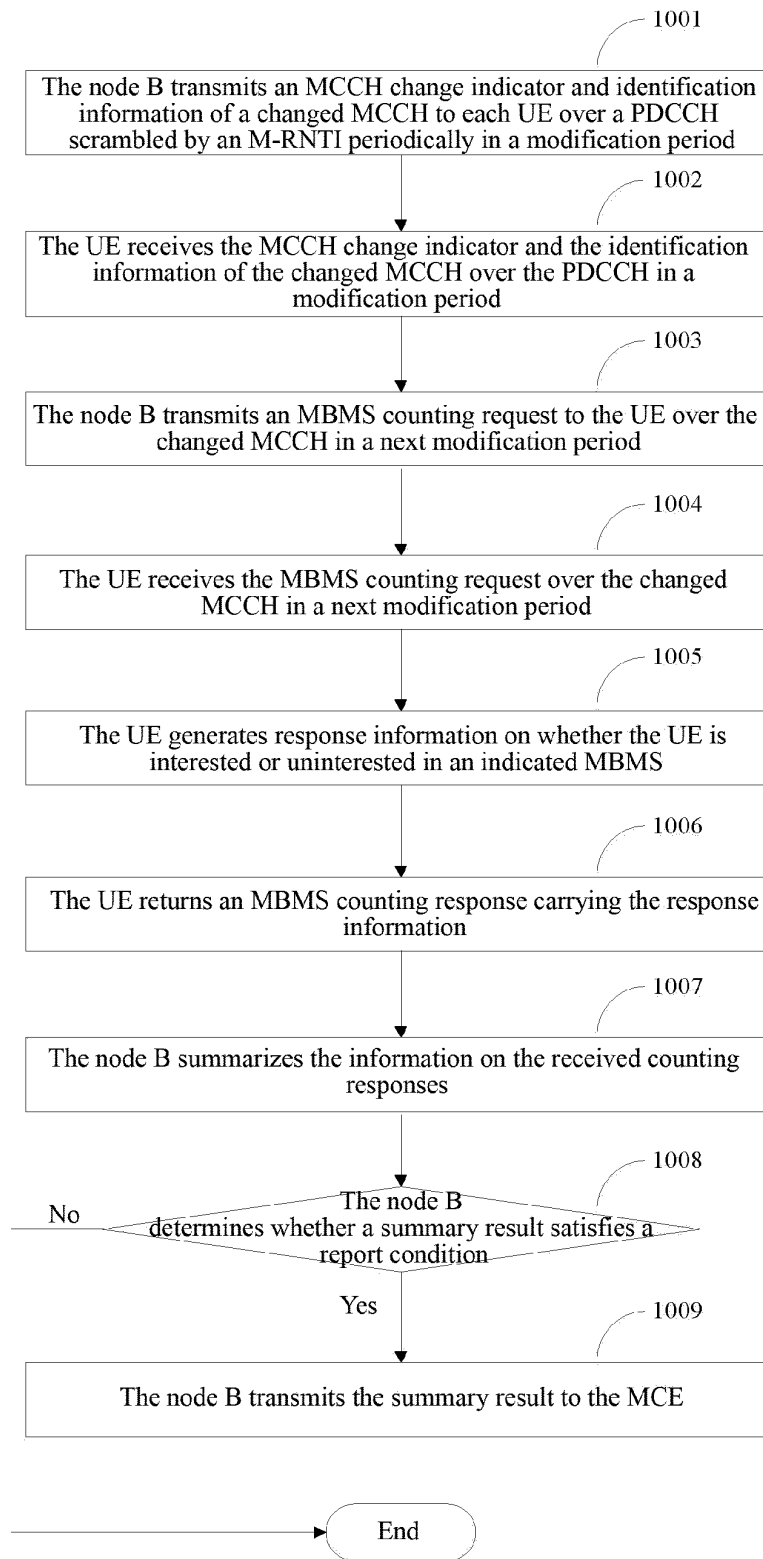 1001
The node B transmits an MCCH change indicator and identification
information of a changed MCCH to each UE over a PDCCH
scrambled by an M-RNTI periodically in a modification period
1002
The UE receives the MCCH change indicator and the identification
information of the changed MCCH over the PDCCH in a
modification period
1003
The node B transmits an MBMS counting request to the UE over the
changed MCCH in a next modification period
1004
The UE receives the MBMS counting request over the changed
MCCH in a next modification period
1005
The UE generates response information on whether the UE is
interested or uninterested in an indicated MBMS
1006
The UE returns an MBMS counting response carrying the response
information
1007
The node B summarizes the information on the received counting
responses
1008
The node B
determines whether a summary result satisfies a
report condition
No
Yes
1009
The node B transmits the summary result to the MCE
End